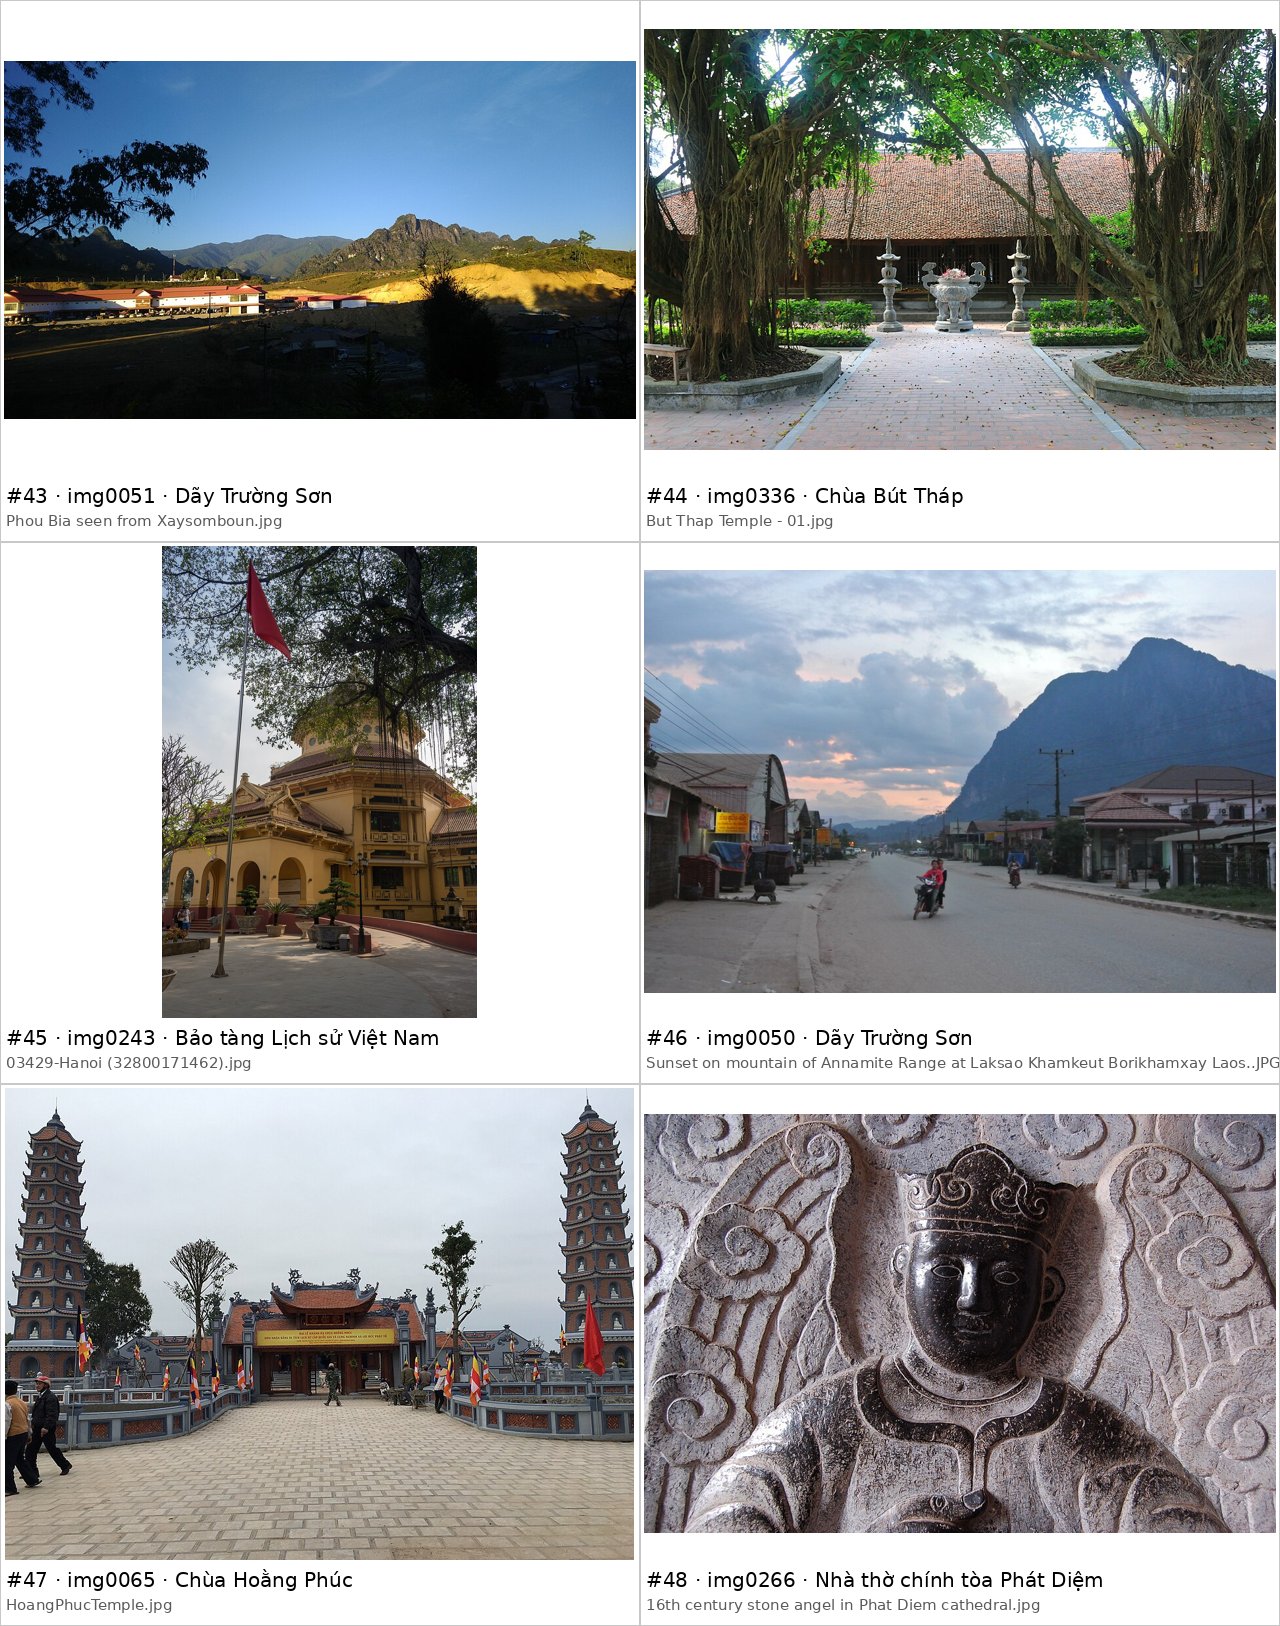 #43 · img0051 · Dãy Trường Sơn
Phou Bia seen from Xaysomboun.jpg
#44 · img0336 · Chùa Bút Tháp
But Thap Temple - 01.jpg
#45 · img0243 · Bảo tàng Lịch sử Việt Nam
03429-Hanoi (32800171462).jpg
#46 · img0050 · Dãy Trường Sơn
Sunset on mountain of Annamite Range at Laksao Khamkeut Borikhamxay Laos..JPG
#47 · img0065 · Chùa Hoằng Phúc
HoangPhucTemple.jpg
#48 · img0266 · Nhà thờ chính tòa Phát Diệm
16th century stone angel in Phat Diem cathedral.jpg